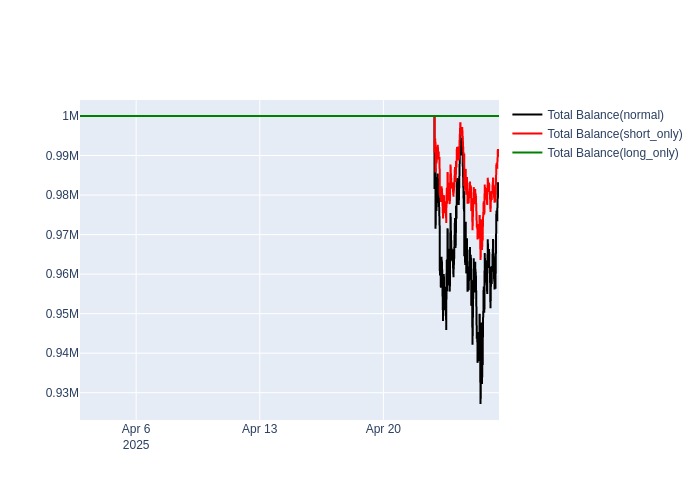 1M
0.99M
0.98M
0.97M
0.96M
0.95M
0.94M
0.93M
Apr 6
2025
Apr 13
Apr 20
Total Balance(normal)
Total Balance(short_only)
Total Balance(long_only)